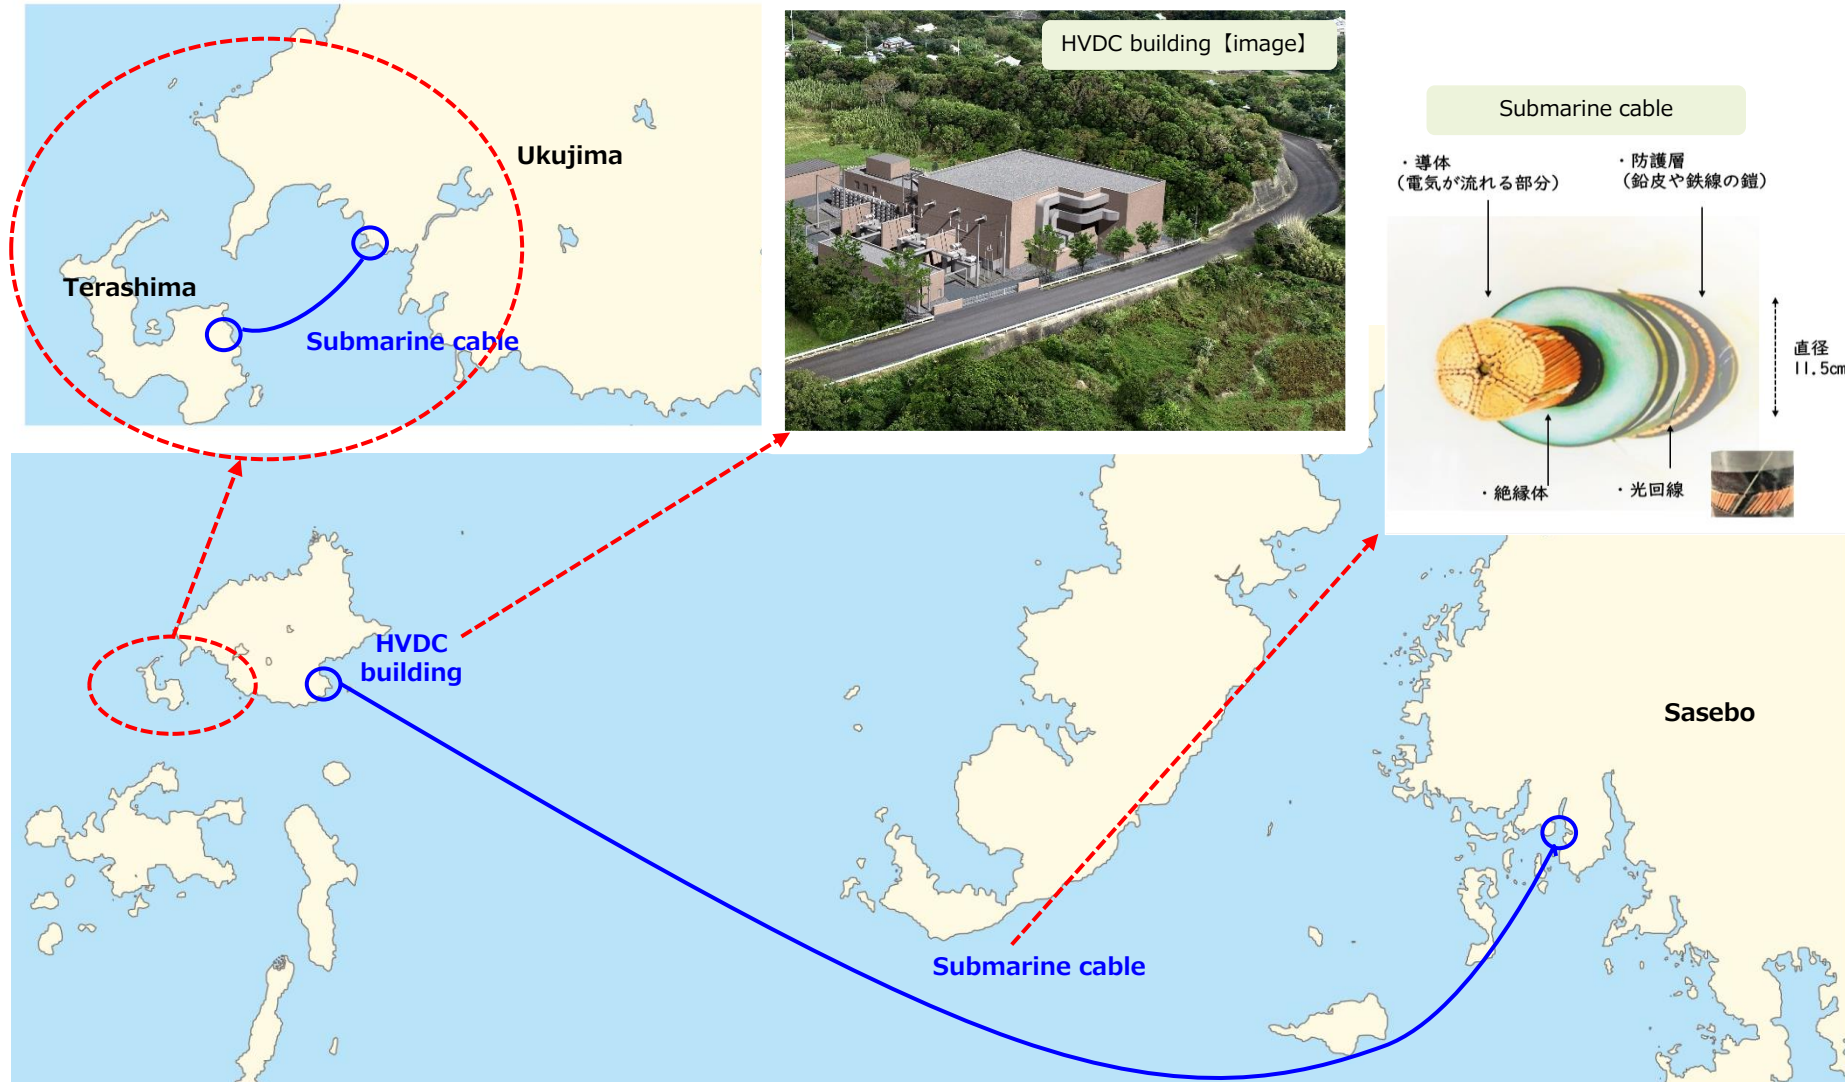 HVDC building【image】
Submarine cable
・導体
（電気が流れる部分）
・防護層
（鉛皮や鉄線の鎧）
直径
11.5cm
・絶縁体
・光回線
Ukujima
Terashima
Submarine cable
HVDC
building
Sasebo
Submarine cable